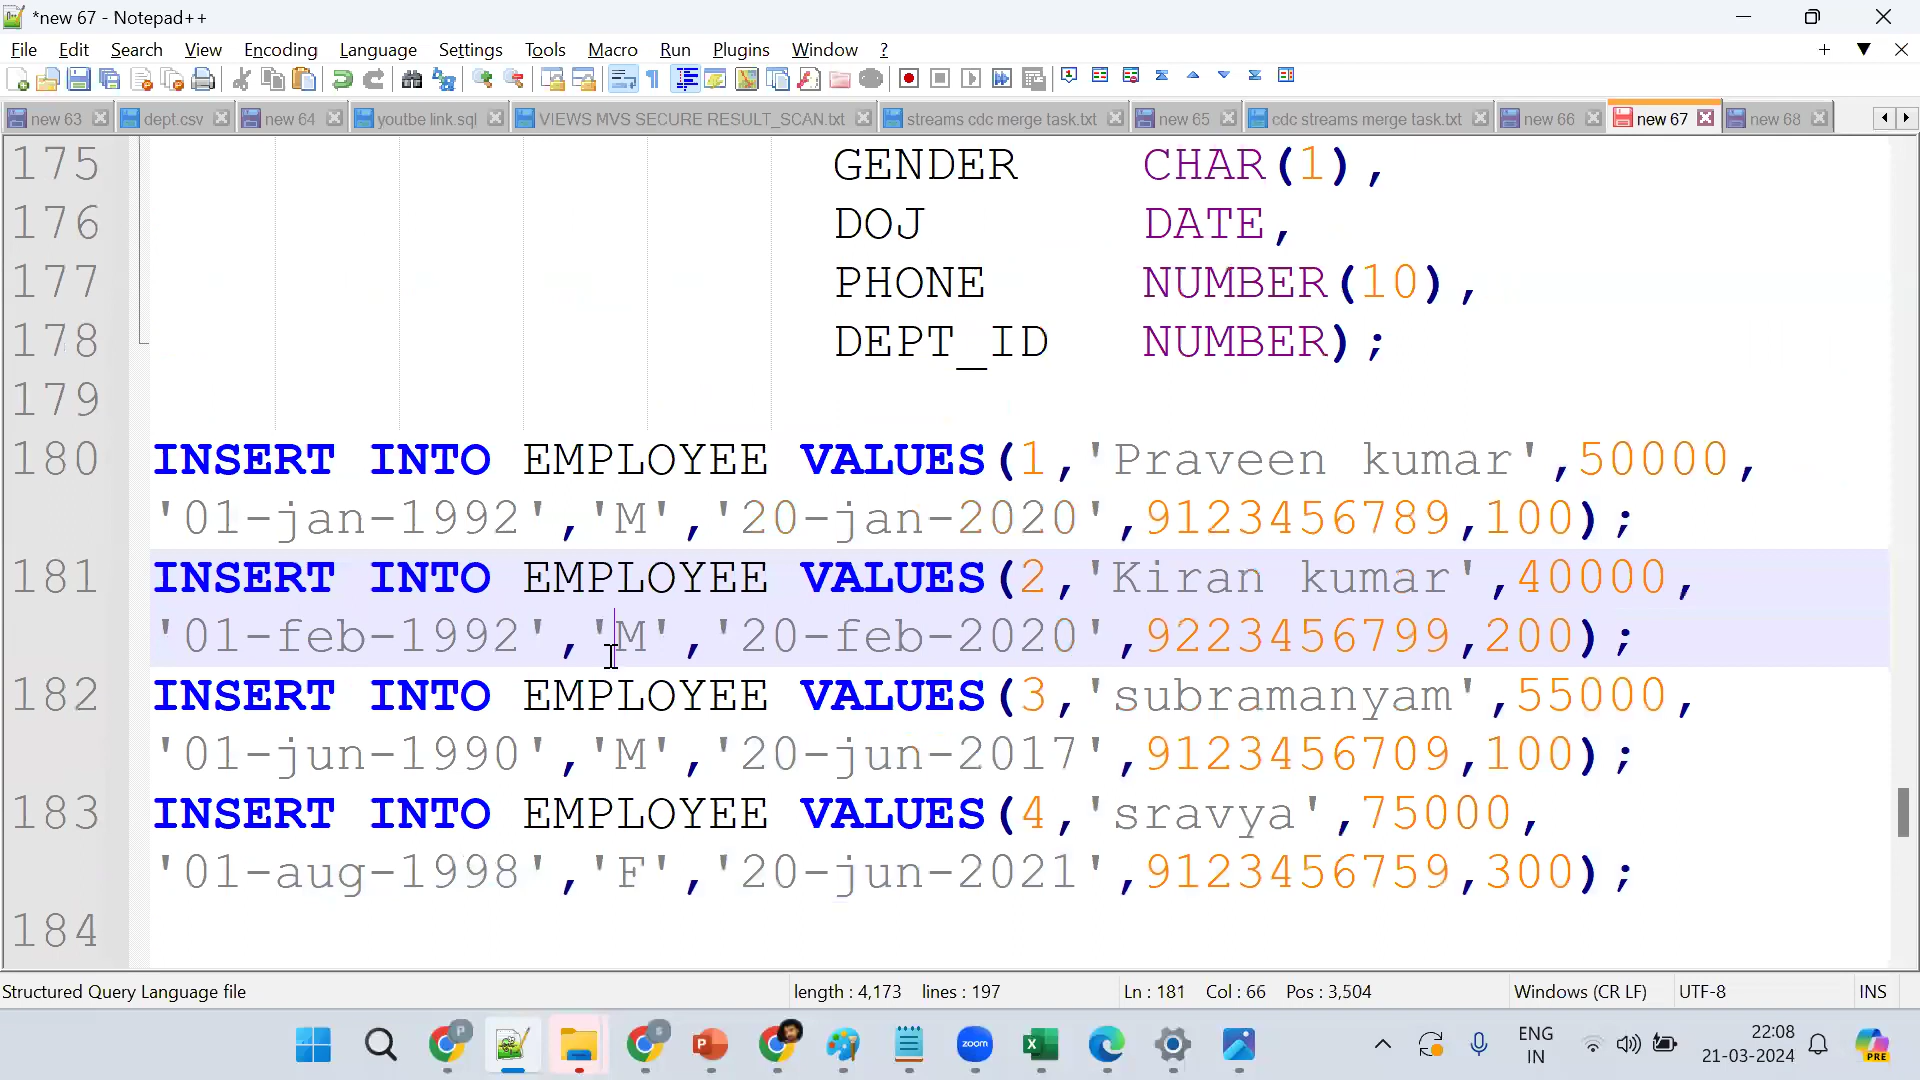 *new 67 - Notepad++
File Edit Search View Encoding Language Settings Tools Macro Run Plugins Window ?
new 63 dept.csv new 64 youtbe link.sql VIEWS MVS SECURE RESULT_SCAN.txt streams cdc merge task.txt new 65 cdc streams merge task.txt new 66 new 67 new 68
175 GENDER CHAR(1),
176 DOJ DATE,
177 PHONE NUMBER(10),
178 DEPT_ID NUMBER);
179
180 INSERT INTO EMPLOYEE VALUES(1,'Praveen kumar',50000,
'01-jan-1992','M','20-jan-2020',9123456789,100);
181 INSERT INTO EMPLOYEE VALUES(2,'Kiran kumar',40000,
'01-feb-1992','M','20-feb-2020',9223456799,200);
182 INSERT INTO EMPLOYEE VALUES(3,'subramanyam',55000,
'01-jun-1990','M','20-jun-2017',9123456709,100);
183 INSERT INTO EMPLOYEE VALUES(4,'sravya',75000,
'01-aug-1998','F','20-jun-2021',9123456759,300);
184
Structured Query Language file length : 4,173 lines : 197 Ln : 181 Col : 66 Pos : 3,504 Windows (CR LF) UTF-8 INS
P S zoom ENG 22:08
IN 21-03-2024 PRE